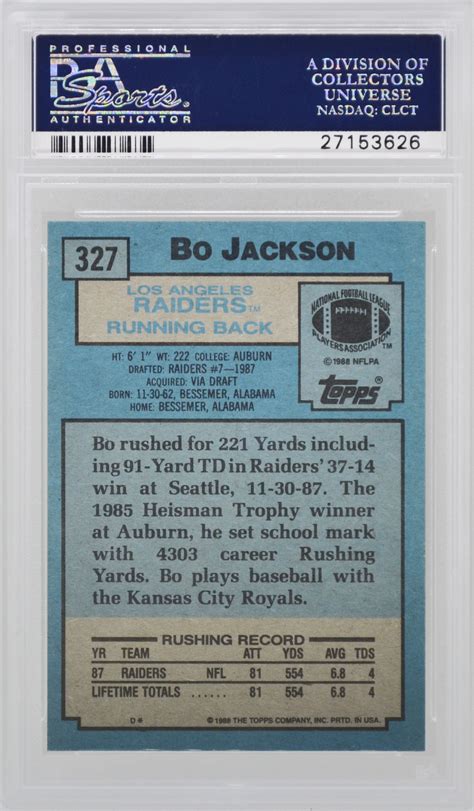 PROFESSIONAL
PSA
Sports
AUTHENTICATOR
A DIVISION OF
COLLECTORS
UNIVERSE
NASDAQ: CLCT
27153626
327
BO JACKSON
LOS ANGELES
RAIDERS™
RUNNING BACK
NATIONAL FOOTBALL LEAGUE
PLAYERS ASSOCIATION™
©1988 NFLPA
HT: 6' 1" WT: 222 COLLEGE: AUBURN
DRAFTED: RAIDERS #7—1987
ACQUIRED: VIA DRAFT
BORN: 11-30-62, BESSEMER, ALABAMA
HOME: BESSEMER, ALABAMA
topps®
Bo rushed for 221 Yards includ-
ing 91-Yard TD in Raiders' 37-14
win at Seattle, 11-30-87. The
1985 Heisman Trophy winner
at Auburn, he set school mark
with 4303 career Rushing
Yards. Bo plays baseball with
the Kansas City Royals.
RUSHING RECORD
YR TEAM ATT YDS AVG TDS
87 RAIDERS NFL 81 554 6.8 4
LIFETIME TOTALS ..... 81 554 6.8 4
D*
©1988 THE TOPPS COMPANY, INC. PRTD. IN U.S.A.